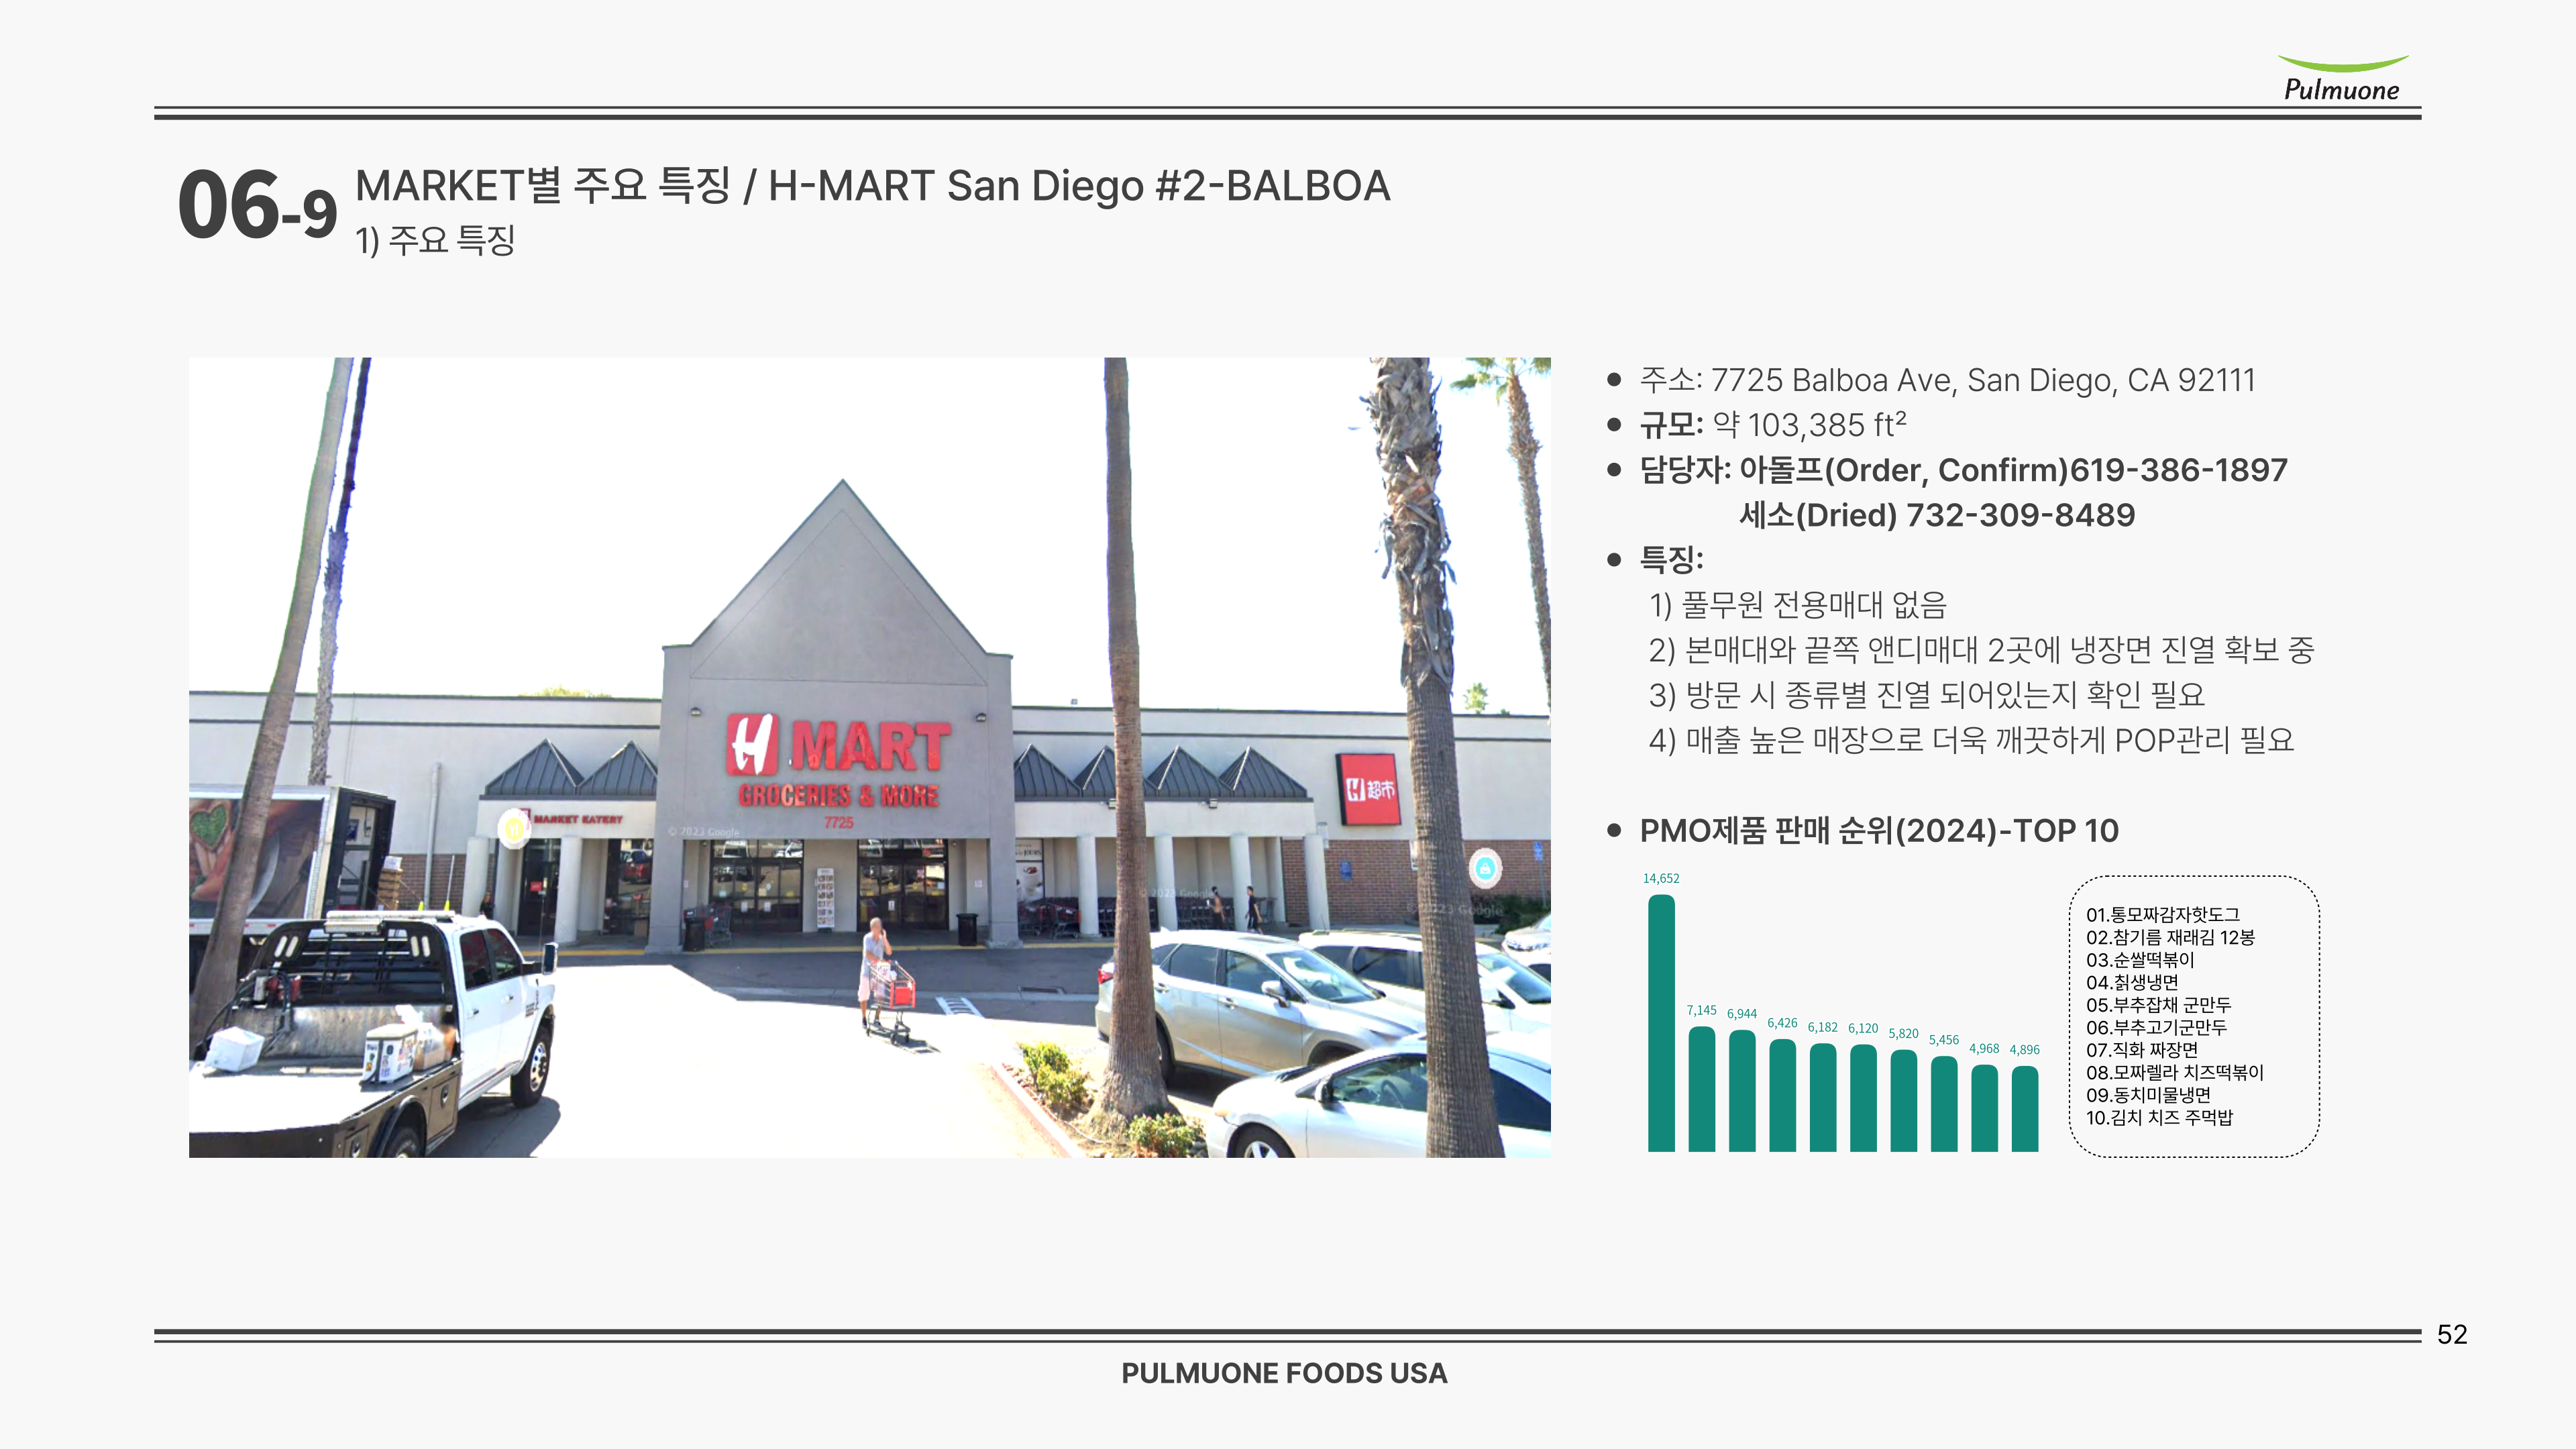 Pulmuone
06-9
MARKET별 주요 특징 / H-MART San Diego #2-BALBOA
1) 주요 특징
H MART
GROCERIES & MORE
7725
MARKET EATERY
H 超市
© 2023 Google
© 2023 Google
2023 Google
주소: 7725 Balboa Ave, San Diego, CA 92111
규모: 약 103,385 ft²
담당자: 아돌프(Order, Confirm)619-386-1897
세소(Dried) 732-309-8489
특징:
1) 풀무원 전용매대 없음
2) 본매대와 끝쪽 앤디매대 2곳에 냉장면 진열 확보 중
3) 방문 시 종류별 진열 되어있는지 확인 필요
4) 매출 높은 매장으로 더욱 깨끗하게 POP관리 필요
PMO제품 판매 순위(2024)-TOP 10
14,652
7,145
6,944
6,426
6,182
6,120
5,820
5,456
4,968
4,896
01.통모짜감자핫도그
02.참기름 재래김 12봉
03.순쌀떡볶이
04.칡생냉면
05.부추잡채 군만두
06.부추고기군만두
07.직화 짜장면
08.모짜렐라 치즈떡볶이
09.동치미물냉면
10.김치 치즈 주먹밥
52
PULMUONE FOODS USA